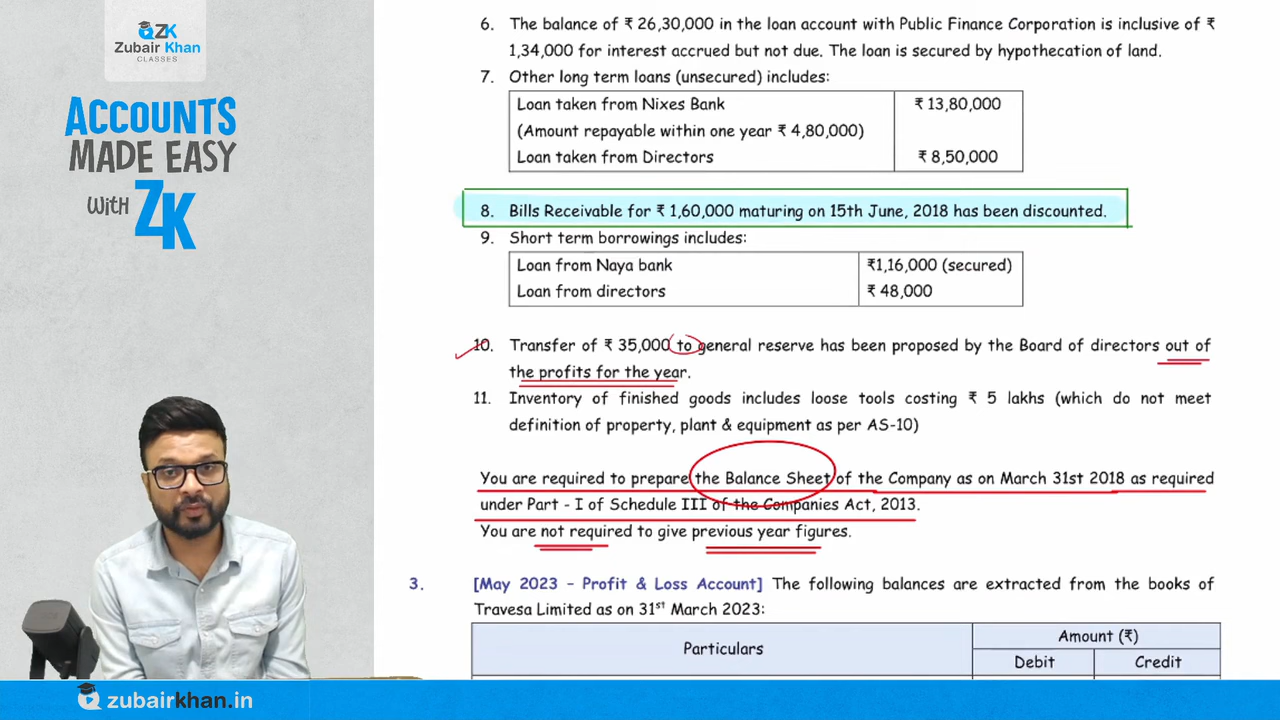 ZK
Zubair Khan
CLASSES
ACCOUNTS
MADE EASY
With ZK
6. The balance of ₹ 26,30,000 in the loan account with Public Finance Corporation is inclusive of ₹
1,34,000 for interest accrued but not due. The loan is secured by hypothecation of land.
7. Other long term loans (unsecured) includes:
Loan taken from Nixes Bank ₹ 13,80,000
(Amount repayable within one year ₹ 4,80,000)
Loan taken from Directors ₹ 8,50,000
8. Bills Receivable for ₹ 1,60,000 maturing on 15th June, 2018 has been discounted.
9. Short term borrowings includes:
Loan from Naya bank ₹1,16,000 (secured)
Loan from directors ₹ 48,000
10. Transfer of ₹ 35,000 to general reserve has been proposed by the Board of directors out of
the profits for the year.
11. Inventory of finished goods includes loose tools costing ₹ 5 lakhs (which do not meet
definition of property, plant & equipment as per AS-10)
You are required to prepare the Balance Sheet of the Company as on March 31st 2018 as required
under Part - I of Schedule III of the Companies Act, 2013.
You are not required to give previous year figures.
3. [May 2023 – Profit & Loss Account] The following balances are extracted from the books of
Travesa Limited as on 31st March 2023:
Particulars Amount (₹)
Debit Credit
zubairkhan.in